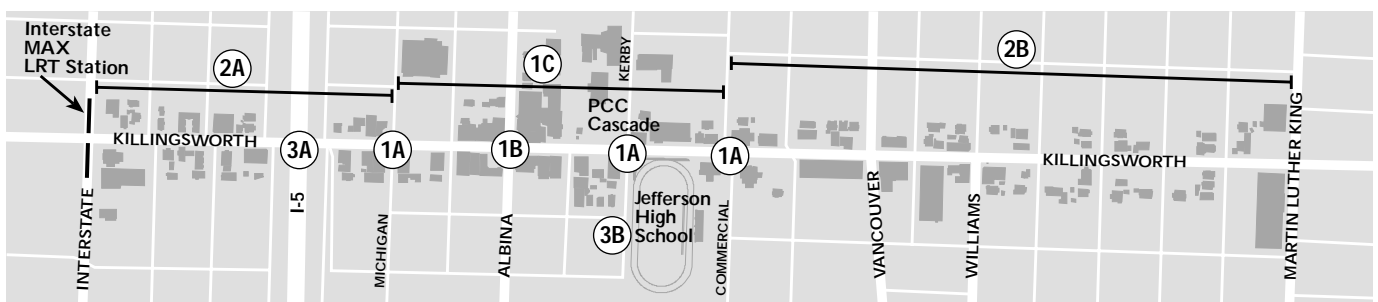 Interstate
MAX
LRT Station
2A
1C
2B
KERBY
PCC
Cascade
KILLINGSWORTH
3A
1A
1B
1A
1A
KILLINGSWORTH
I-5
INTERSTATE
MICHIGAN
ALBINA
3B
Jefferson
High
School
COMMERCIAL
VANCOUVER
WILLIAMS
MARTIN LUTHER KING